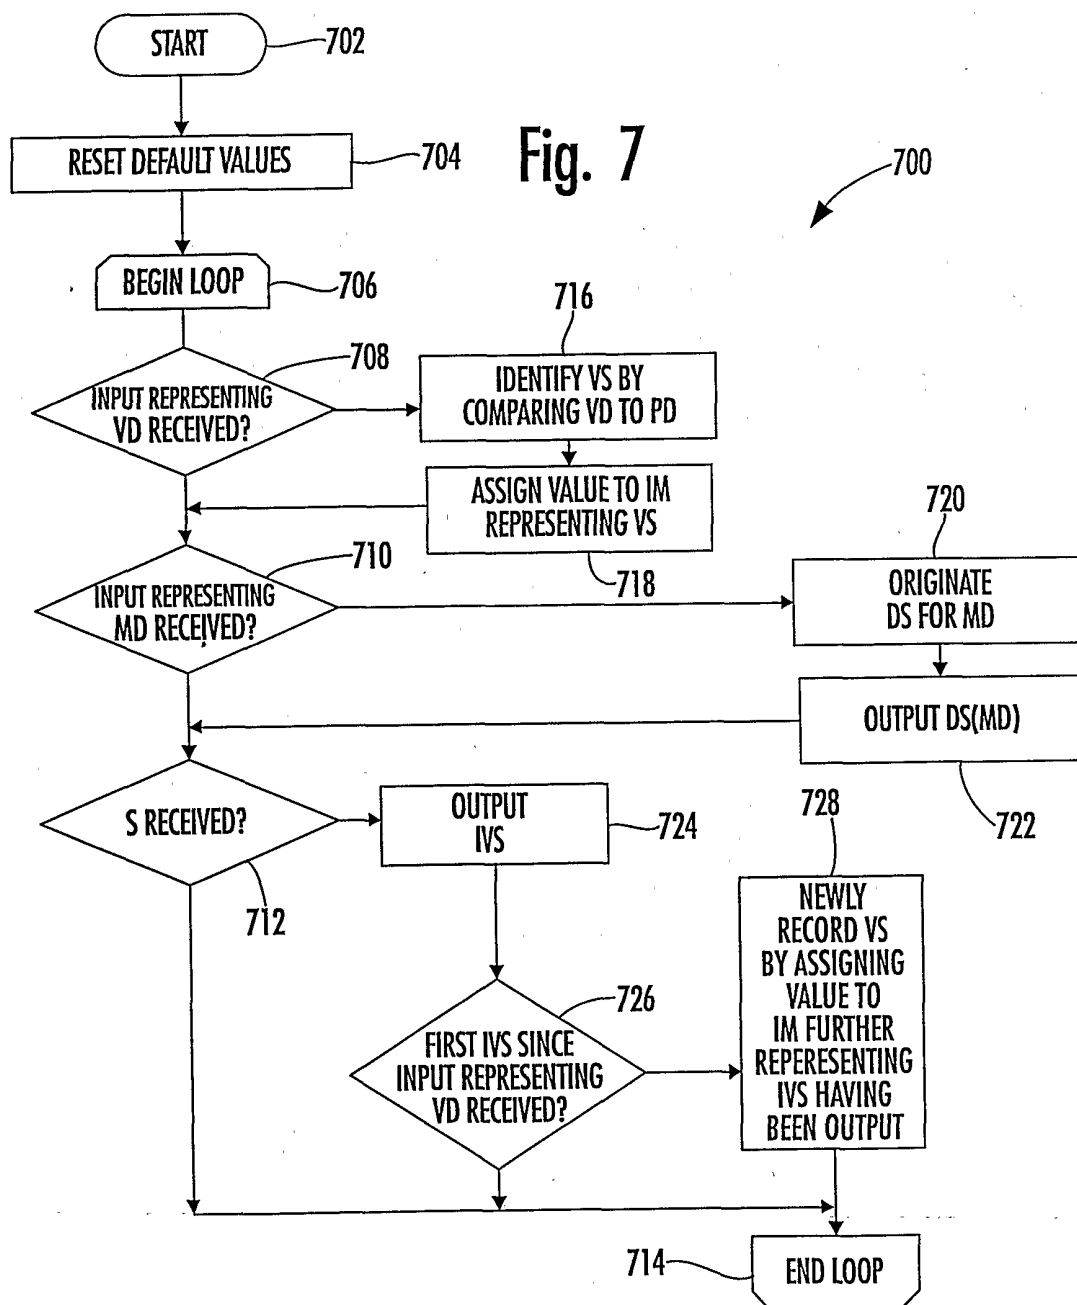 START
702
RESET DEFAULT VALUES
704
Fig. 7
700
BEGIN LOOP
706
716
708
INPUT REPRESENTING
VD RECEIVED?
IDENTIFY VS BY
COMPARING VD TO PD
ASSIGN VALUE TO IM
REPRESENTING VS
718
720
710
INPUT REPRESENTING
MD RECEIVED?
ORIGINATE
DS FOR MD
OUTPUT DS(MD)
722
S RECEIVED?
712
OUTPUT
IVS
724
728
726
FIRST IVS SINCE
INPUT REPRESENTING
VD RECEIVED?
NEWLY
RECORD VS
BY ASSIGNING
VALUE TO
IM FURTHER
REPERESENTING
IVS HAVING
BEEN OUTPUT
714
END LOOP